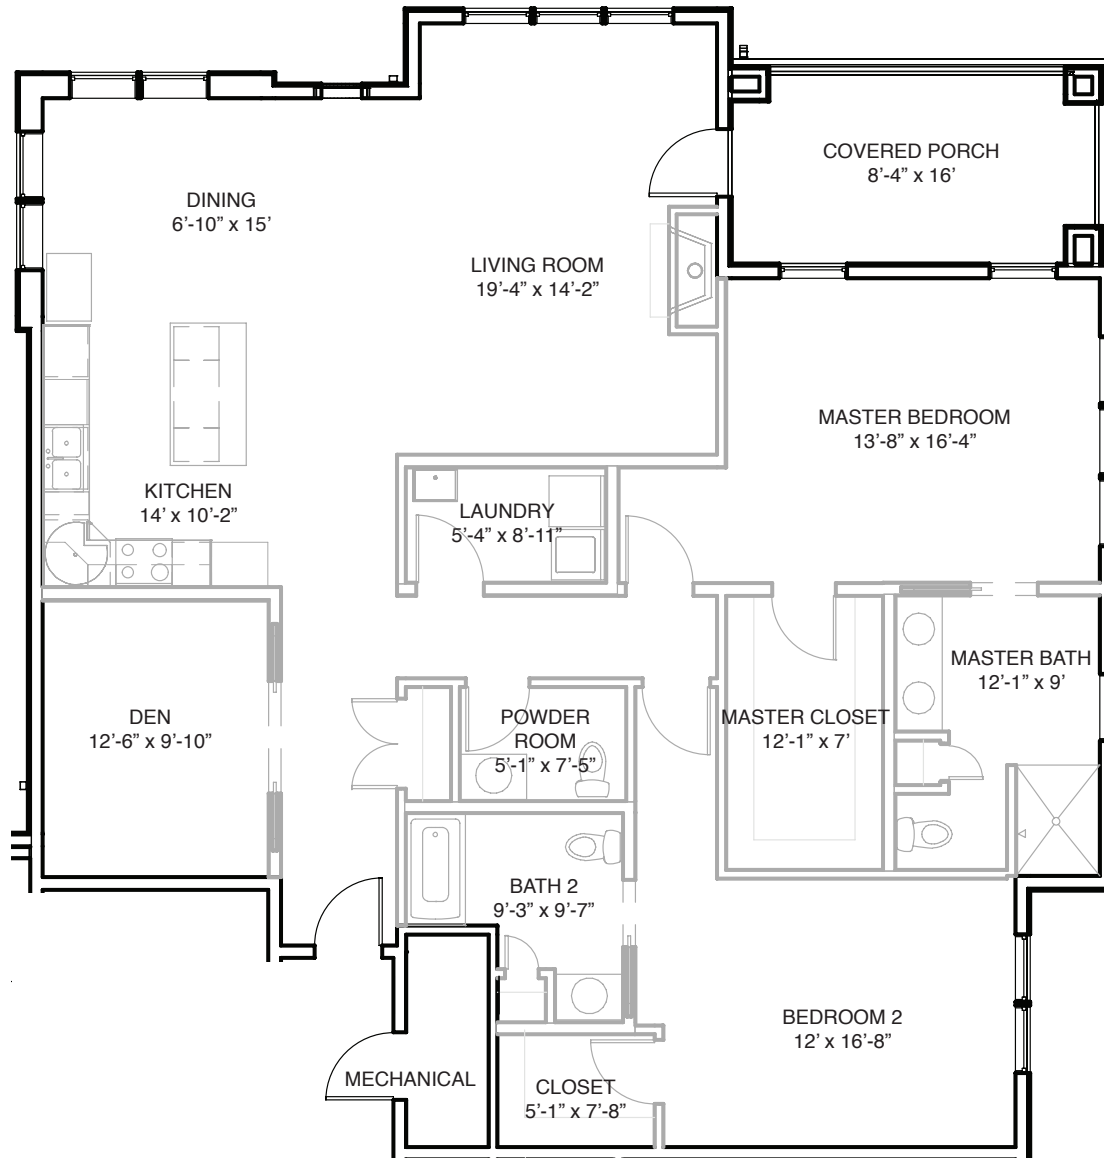 COVERED PORCH
8'-4” x 16'
DINING
6'-10” x 15'
LIVING ROOM
19'-4” x 14'-2”
MASTER BEDROOM
13'-8” x 16'-4”
KITCHEN
14' x 10'-2”
LAUNDRY
5'-4” x 8'-11”
MASTER BATH
12'-1” x 9'
DEN
12'-6” x 9'-10”
POWDER
ROOM
5'-1” x 7'-5”
MASTER CLOSET
12'-1” x 7'
BATH 2
9'-3” x 9'-7”
BEDROOM 2
12' x 16'-8”
MECHANICAL
CLOSET
5'-1” x 7'-8”